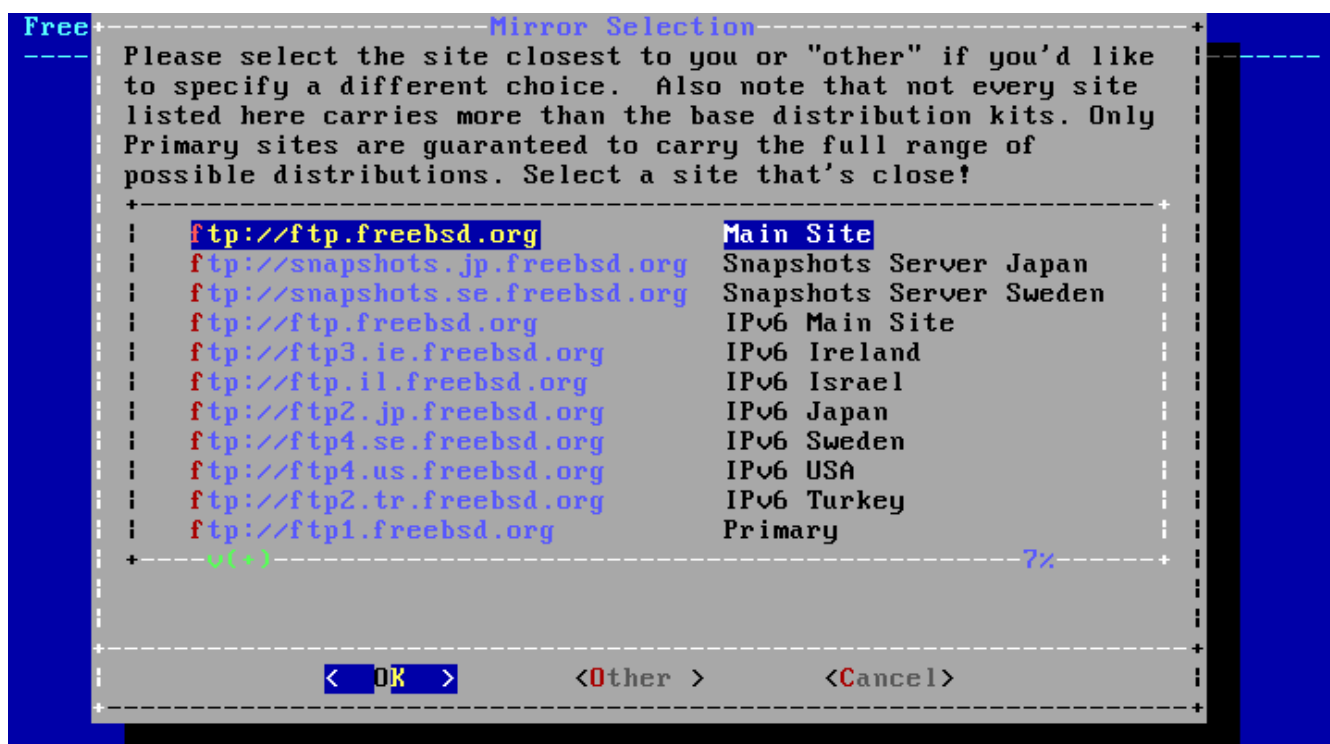 Free
Mirror Selection
Please select the site closest to you or "other" if you'd like
to specify a different choice.  Also note that not every site
listed here carries more than the base distribution kits. Only
Primary sites are guaranteed to carry the full range of
possible distributions. Select a site that's close!
ftp://ftp.freebsd.org Main Site
ftp://snapshots.jp.freebsd.org Snapshots Server Japan
ftp://snapshots.se.freebsd.org Snapshots Server Sweden
ftp://ftp.freebsd.org IPv6 Main Site
ftp://ftp3.ie.freebsd.org IPv6 Ireland
ftp://ftp.il.freebsd.org IPv6 Israel
ftp://ftp2.jp.freebsd.org IPv6 Japan
ftp://ftp4.se.freebsd.org IPv6 Sweden
ftp://ftp4.us.freebsd.org IPv6 USA
ftp://ftp2.tr.freebsd.org IPv6 Turkey
ftp://ftp1.freebsd.org Primary
v(+) 7%
<  OK  > <Other > <Cancel>